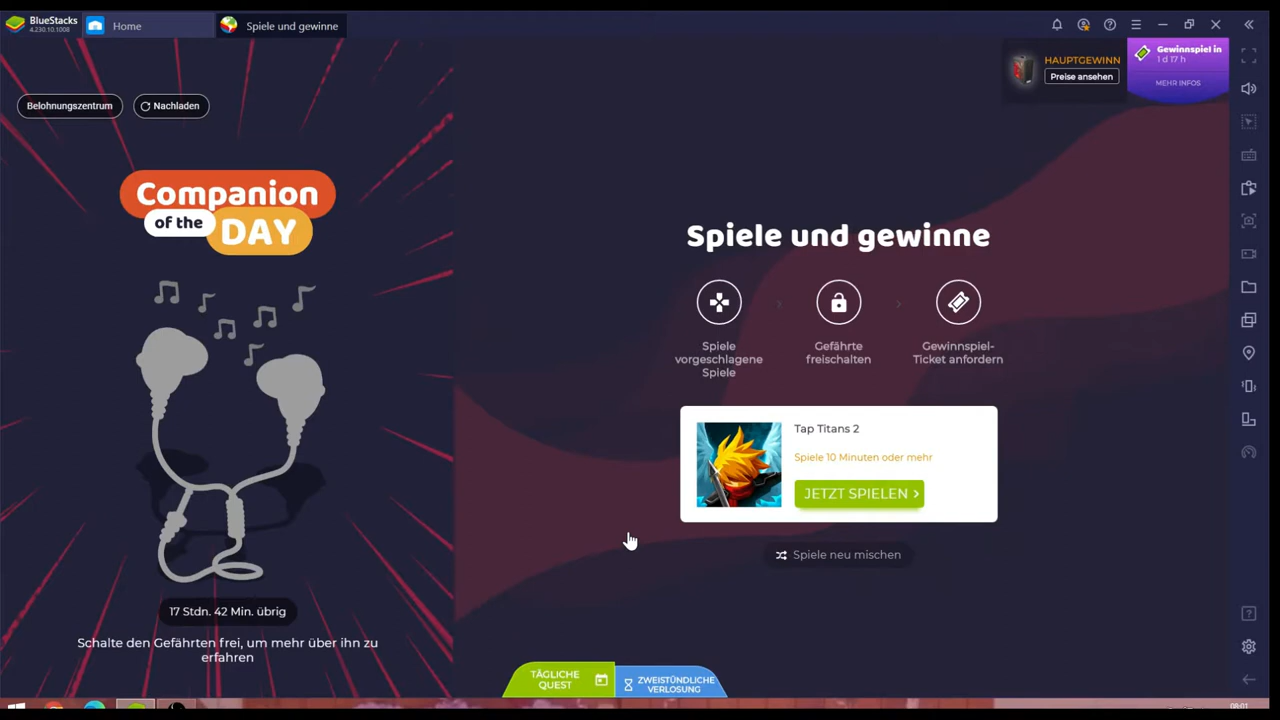 BlueStacks
4.230.10.1008
Home
Spiele und gewinne
HAUPTGEWINN
Preise ansehen
Gewinnspiel in
1 d 17 h
MEHR INFOS
Belohnungszentrum
Nachladen
Companion
of the
DAY
17 Stdn. 42 Min. übrig
Schalte den Gefährten frei, um mehr über ihn zu
erfahren
Spiele und gewinne
Spiele
vorgeschlagene
Spiele
Gefährte
freischalten
Gewinnspiel-
Ticket anfordern
Tap Titans 2
Spiele 10 Minuten oder mehr
JETZT SPIELEN
Spiele neu mischen
TÄGLICHE
QUEST
ZWEISTÜNDLICHE
VERLOSUNG
08:01